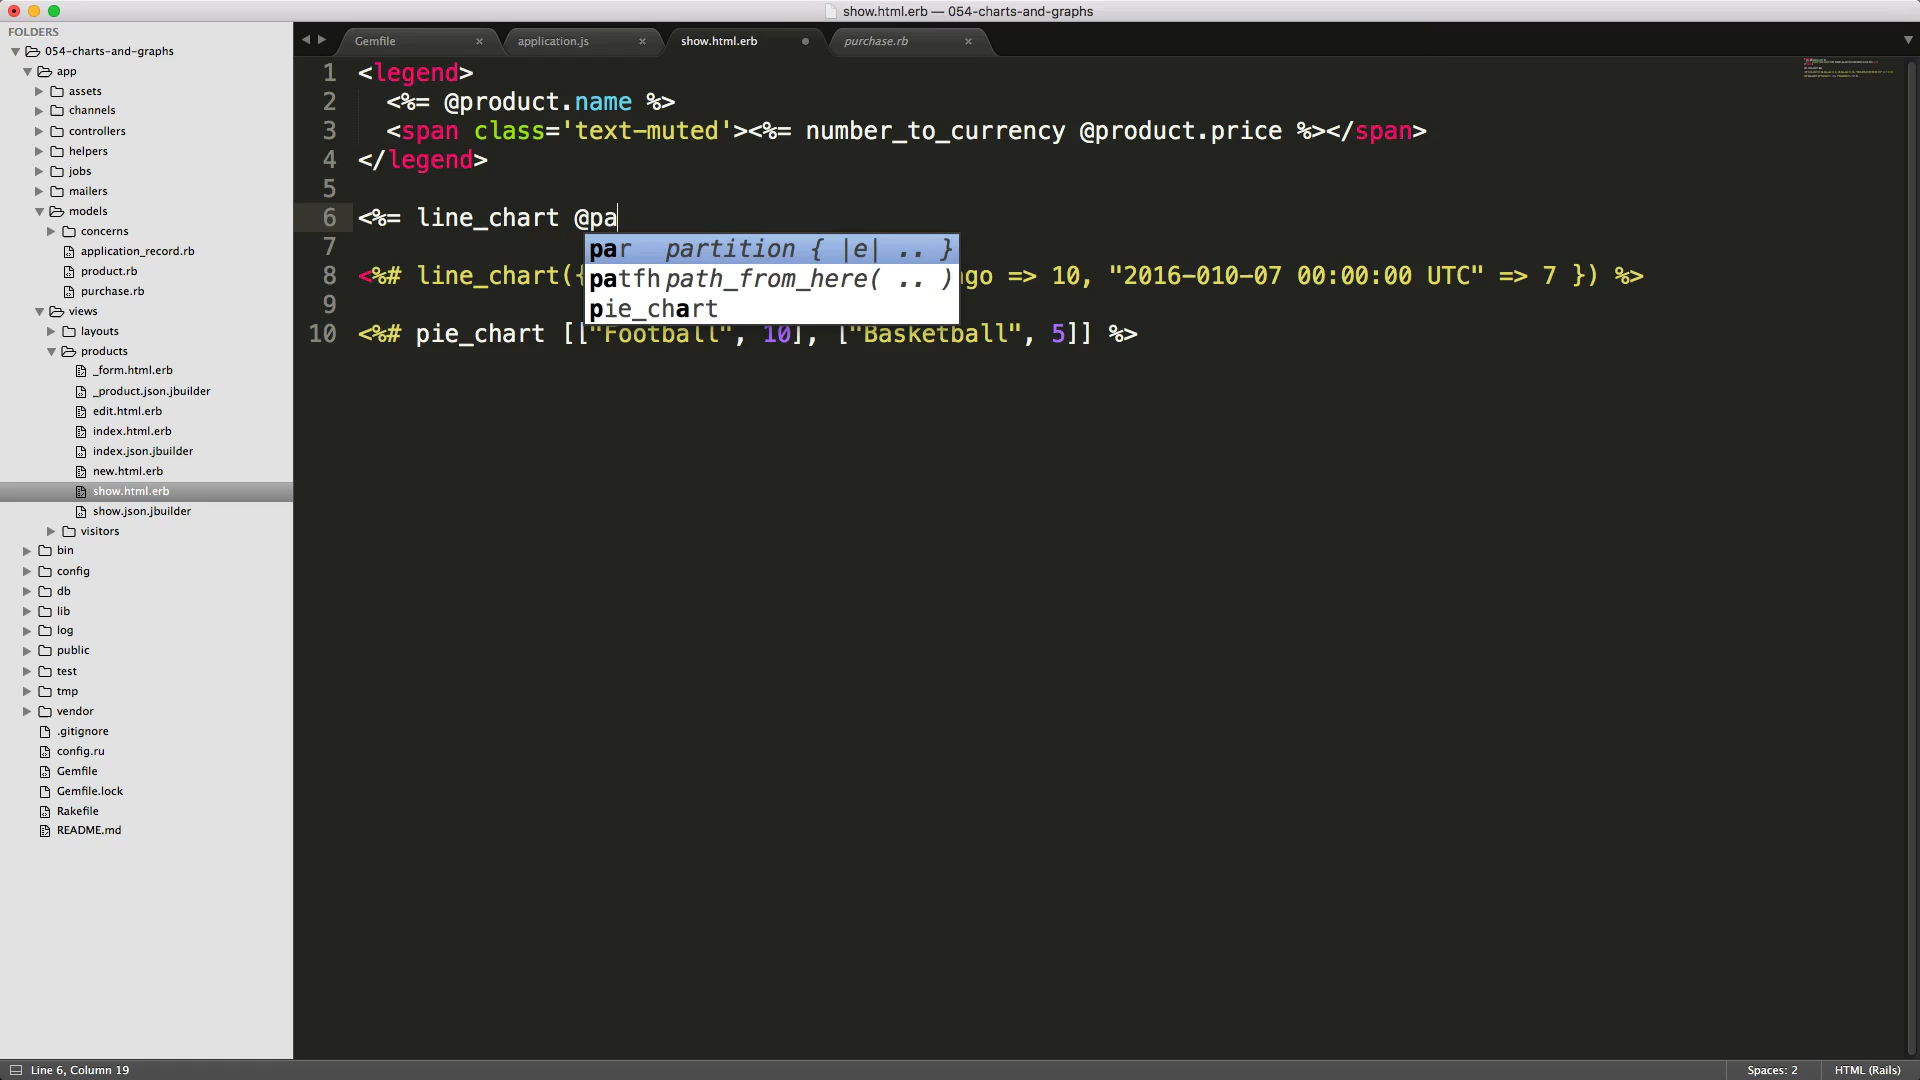 show.html.erb — 054-charts-and-graphs
FOLDERS
054-charts-and-graphs
app
assets
channels
controllers
helpers
jobs
mailers
models
concerns
application_record.rb
product.rb
purchase.rb
views
layouts
products
_form.html.erb
_product.json.jbuilder
edit.html.erb
index.html.erb
index.json.jbuilder
new.html.erb
show.html.erb
show.json.jbuilder
visitors
bin
config
db
lib
log
public
test
tmp
vendor
.gitignore
config.ru
Gemfile
Gemfile.lock
Rakefile
README.md
Gemfile × application.js × show.html.erb purchase.rb ×
1 <legend>
2 <%= @product.name %>
3 <span class='text-muted'><%= number_to_currency @product.price %></span>
4 </legend>
5
6 <%= line_chart @pa
par partition { |e| .. }
7
patfh path_from_here( .. )
8 <%# line_chart({ ago => 10, "2016-010-07 00:00:00 UTC" => 7 }) %>
pie_chart
9
10 <%# pie_chart [["Football", 10], ["Basketball", 5]] %>
Line 6, Column 19
Spaces: 2
HTML (Rails)